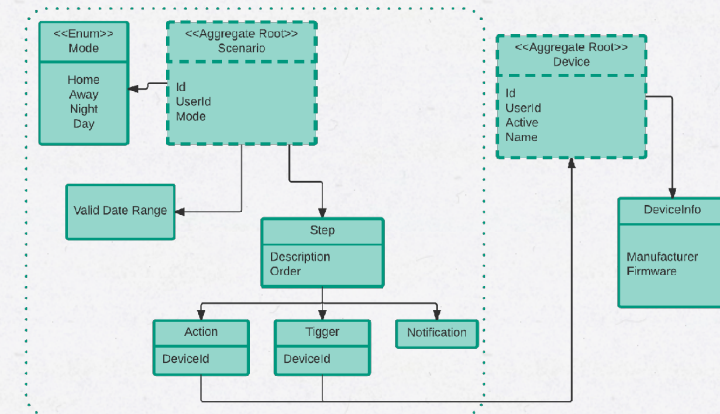 <<Enum>>
Mode
Home
Away
Night
Day
<<Aggregate Root>>
Scenario
Id
UserId
Mode
<<Aggregate Root>>
Device
Id
UserId
Active
Name
Valid Date Range
DeviceInfo
Manufacturer
Firmware
Step
Description
Order
Action
DeviceId
Tigger
DeviceId
Notification